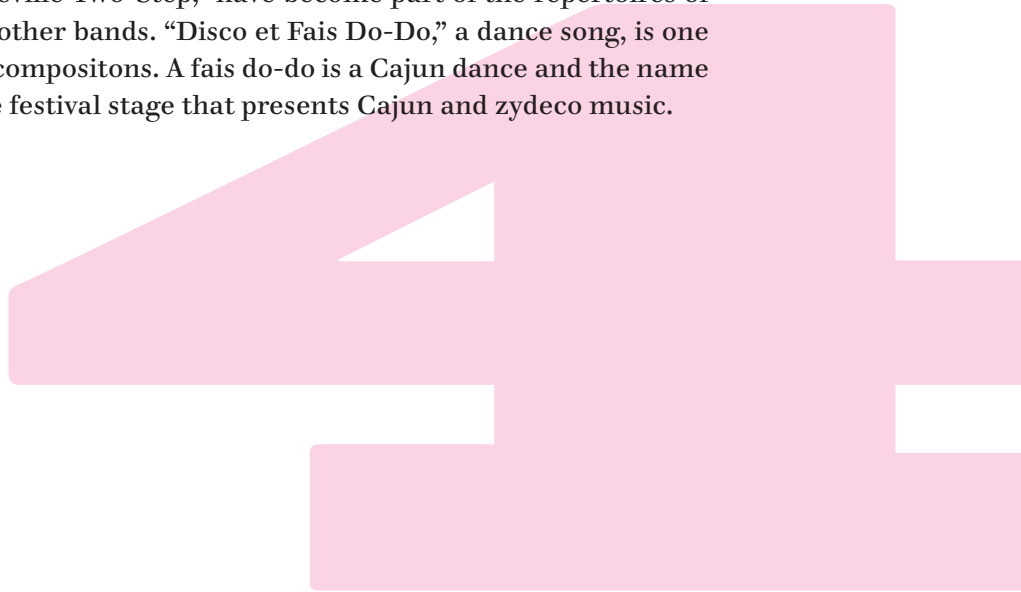 ville Two-Step,” have become part of the repertoires of
other bands. “Disco et Fais Do-Do,” a dance song, is one
compositons. A fais do-do is a Cajun dance and the name
festival stage that presents Cajun and zydeco music.
4